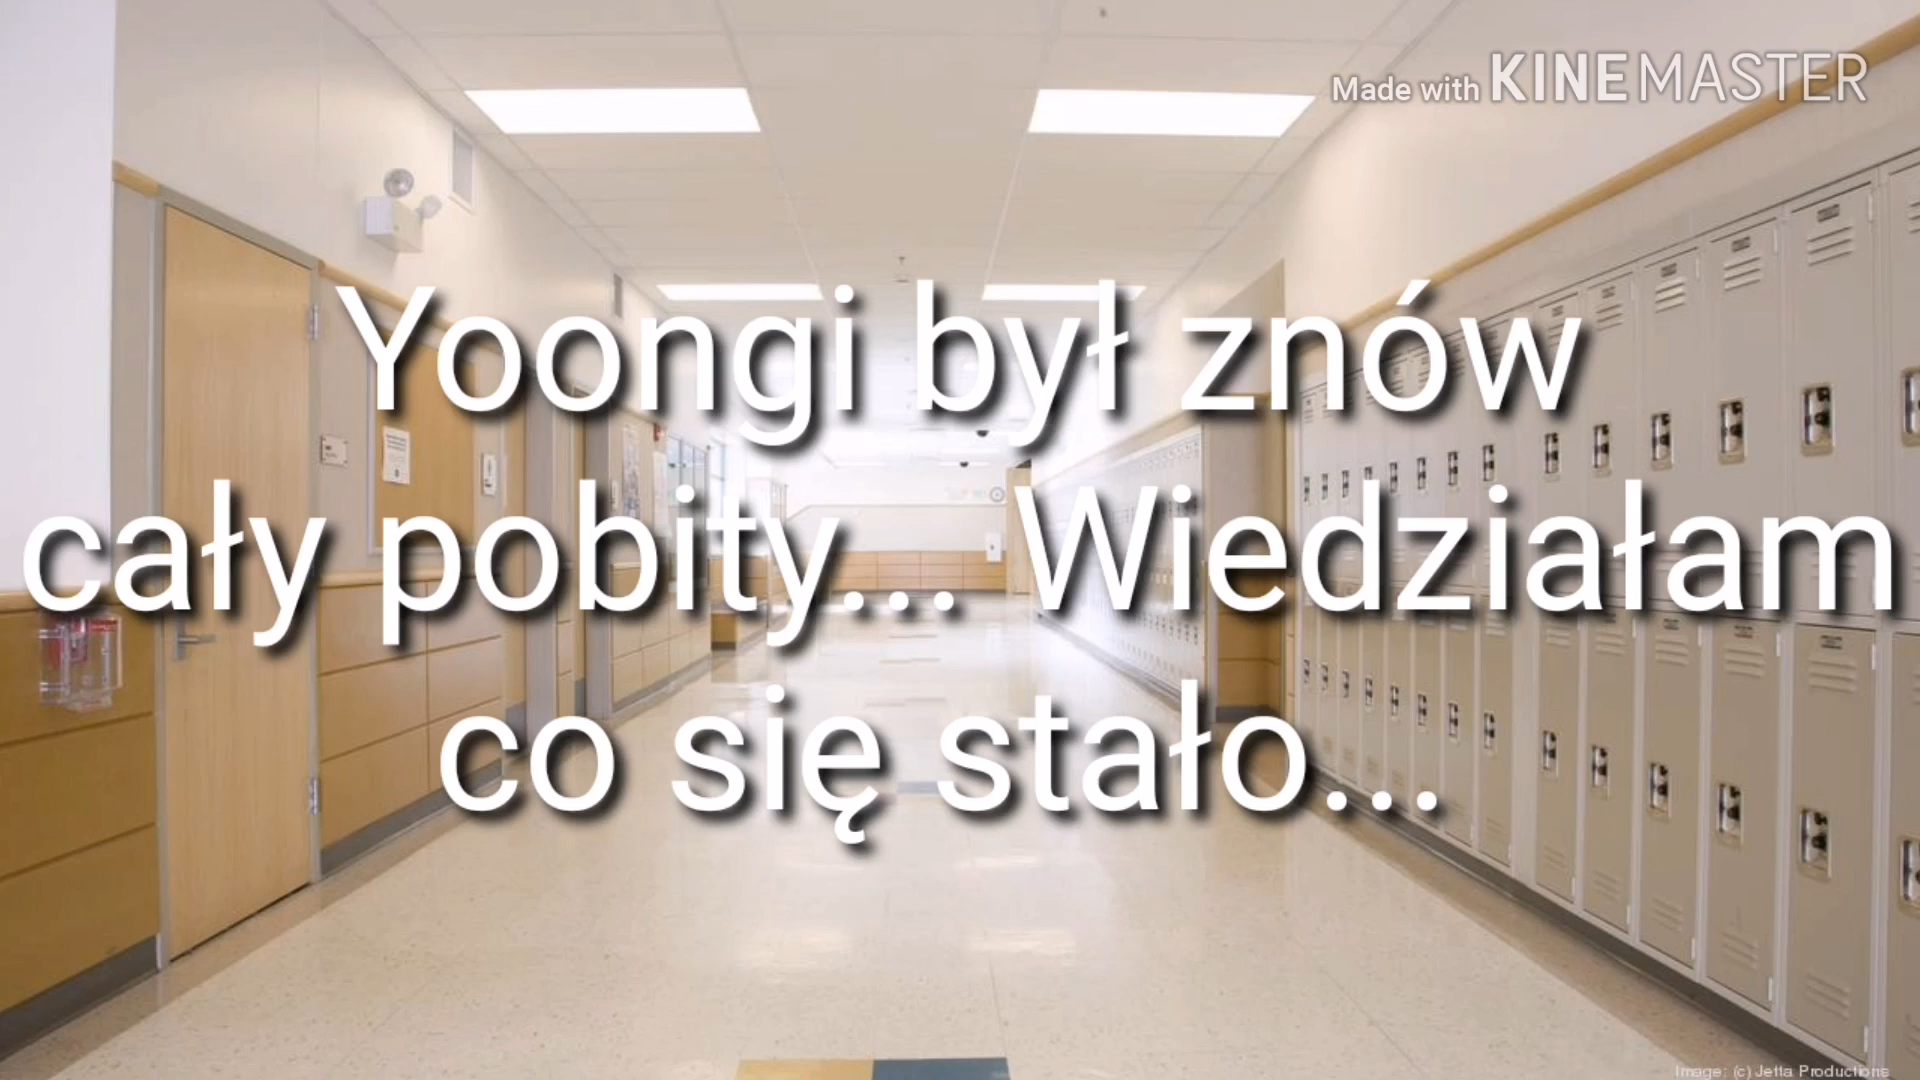 Made with KINEMASTER
Yoongi był znów
cały pobity... Wiedziałam
co się stało...
Image: (c) Jetta Productions